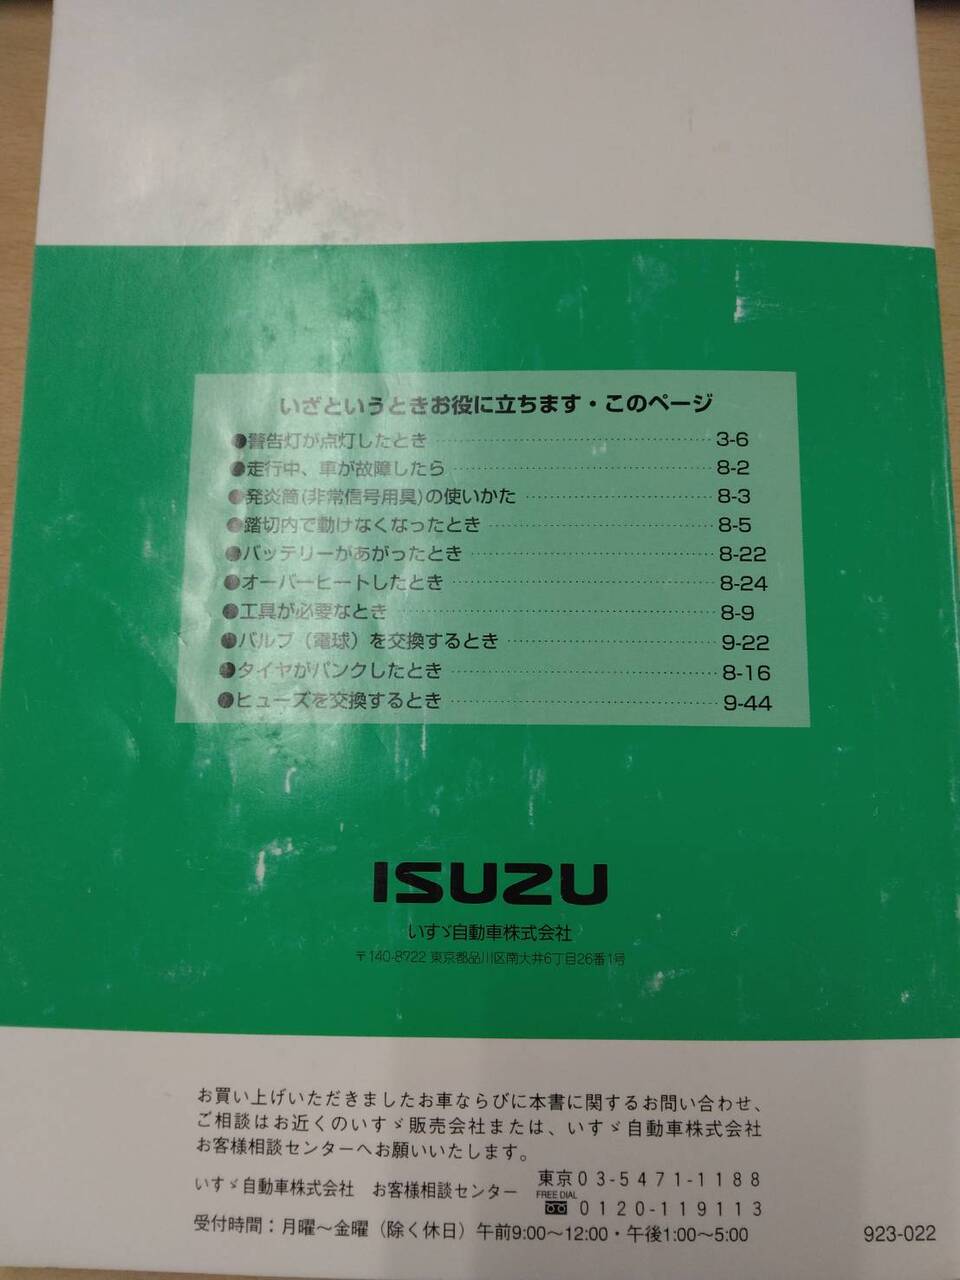 いざというときお役に立ちます・このページ
●警告灯が点灯したとき 3-6
●走行中、車が故障したら 8-2
●発炎筒(非常信号用具)の使いかた 8-3
●踏切内で動けなくなったとき 8-5
●バッテリーがあがったとき 8-22
●オーバーヒートしたとき 8-24
●工具が必要なとき 8-9
●バルブ（電球）を交換するとき 9-22
●タイヤがパンクしたとき 8-16
●ヒューズを交換するとき 9-44
ISUZU
いすゞ自動車株式会社
〒140-8722 東京都品川区南大井6丁目26番1号
お買い上げいただきましたお車ならびに本書に関するお問い合わせ、
ご相談はお近くのいすゞ販売会社または、いすゞ自動車株式会社
お客様相談センターへお願いいたします。
いすゞ自動車株式会社 お客様相談センター 東京03-5471-1188
FREE DIAL
0120-119113
受付時間：月曜～金曜（除く休日）午前9:00～12:00・午後1:00～5:00
923-022